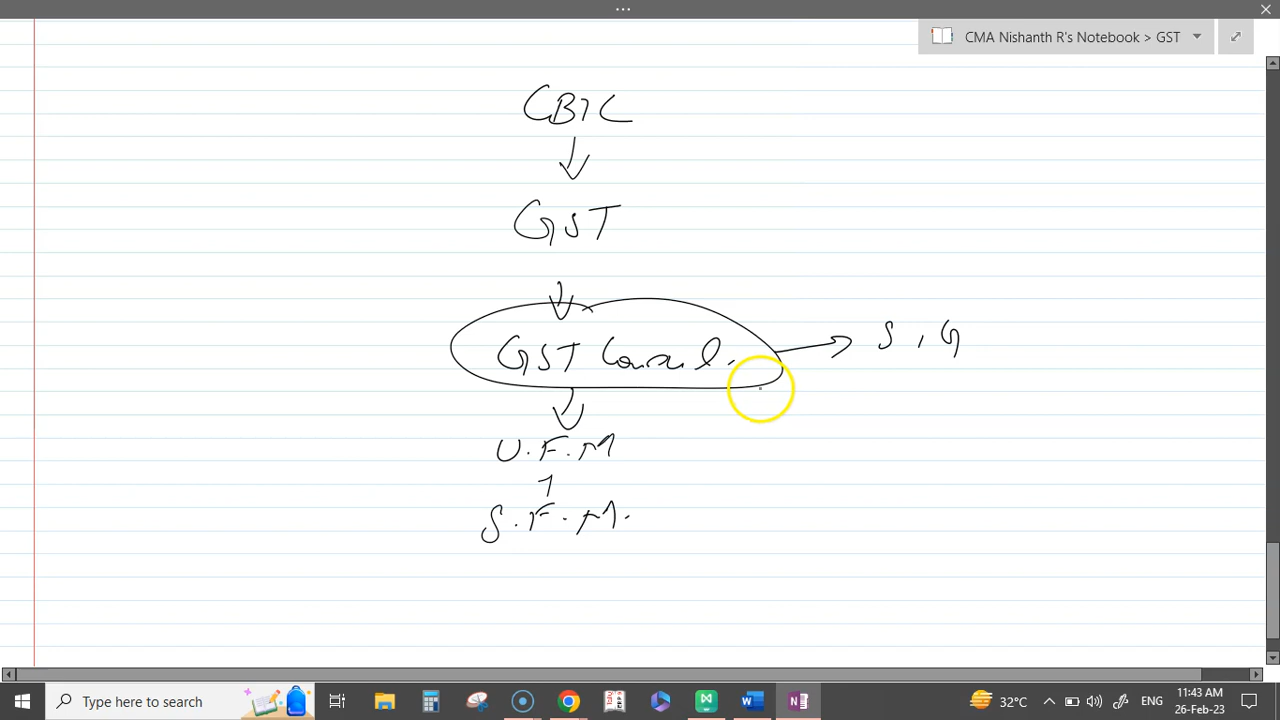 ...
CMA Nishanth R's Notebook > GST
CBIC
GST
GST Council.
S, G
U.F.M
S.F.M.
Type here to search
32°C
ENG
11:43 AM
26-Feb-23